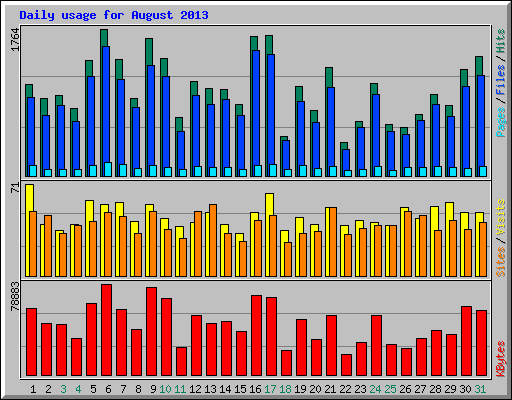 Daily usage for August 2013
1764
Pages/Files/Hits
71
Sites/Visits
78883
KBytes
1 2 3 4 5 6 7 8 9 10 11 12 13 14 15 16 17 18 19 20 21 22 23 24 25 26 27 28 29 30 31